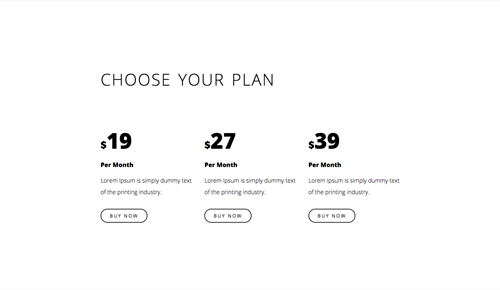 CHOOSE YOUR PLAN
$19
Per Month
Lorem Ipsum is simply dummy text
of the printing industry.
BUY NOW
$27
Per Month
Lorem Ipsum is simply dummy text
of the printing industry.
BUY NOW
$39
Per Month
Lorem Ipsum is simply dummy text
of the printing industry.
BUY NOW